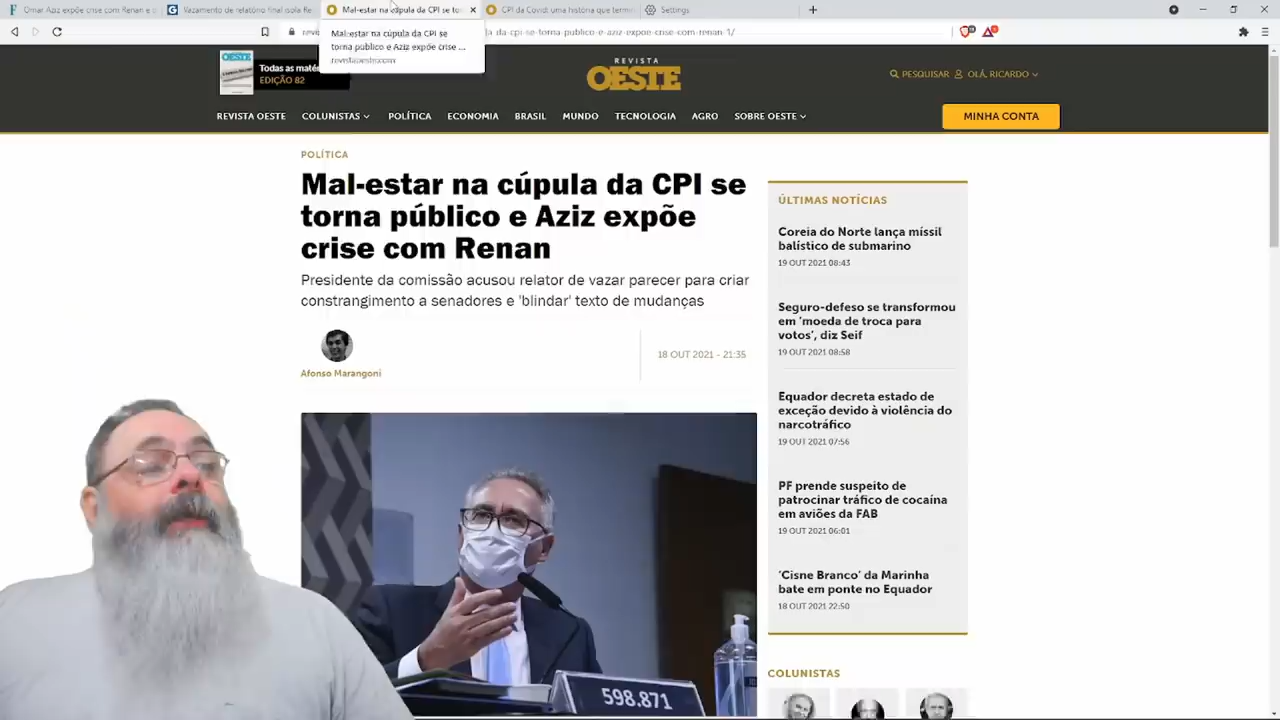 Omar Aziz expõe crise com Renan e
Vazamento de relatório final isola Re
Mal-estar na cúpula da CPI se to
CPI da Covid: uma história que term
Settings
Mal-estar na cúpula da CPI se
torna público e Aziz expõe crise ...
revistaoeste.com
da-cpi-se-torna-publico-e-aziz-expoe-crise-com-renan-1/
OESTE
Todas as maté
EDIÇÃO 82
REVISTA
OESTE
PESQUISAR
OLÁ, RICARDO
REVISTA OESTE
COLUNISTAS
POLÍTICA
ECONOMIA
BRASIL
MUNDO
TECNOLOGIA
AGRO
SOBRE OESTE
MINHA CONTA
POLÍTICA
Mal-estar na cúpula da CPI se
torna público e Aziz expõe
crise com Renan
Presidente da comissão acusou relator de vazar parecer para criar
constrangimento a senadores e 'blindar' texto de mudanças
Afonso Marangoni
18 OUT 2021 - 21:35
598.871
ÚLTIMAS NOTÍCIAS
Coreia do Norte lança míssil
balístico de submarino
19 OUT 2021 08:43
Seguro-defeso se transformou
em 'moeda de troca para
votos', diz Seif
19 OUT 2021 08:58
Equador decreta estado de
exceção devido à violência do
narcotráfico
19 OUT 2021 07:56
PF prende suspeito de
patrocinar tráfico de cocaína
em aviões da FAB
19 OUT 2021 06:01
'Cisne Branco' da Marinha
bate em ponte no Equador
18 OUT 2021 22:50
COLUNISTAS